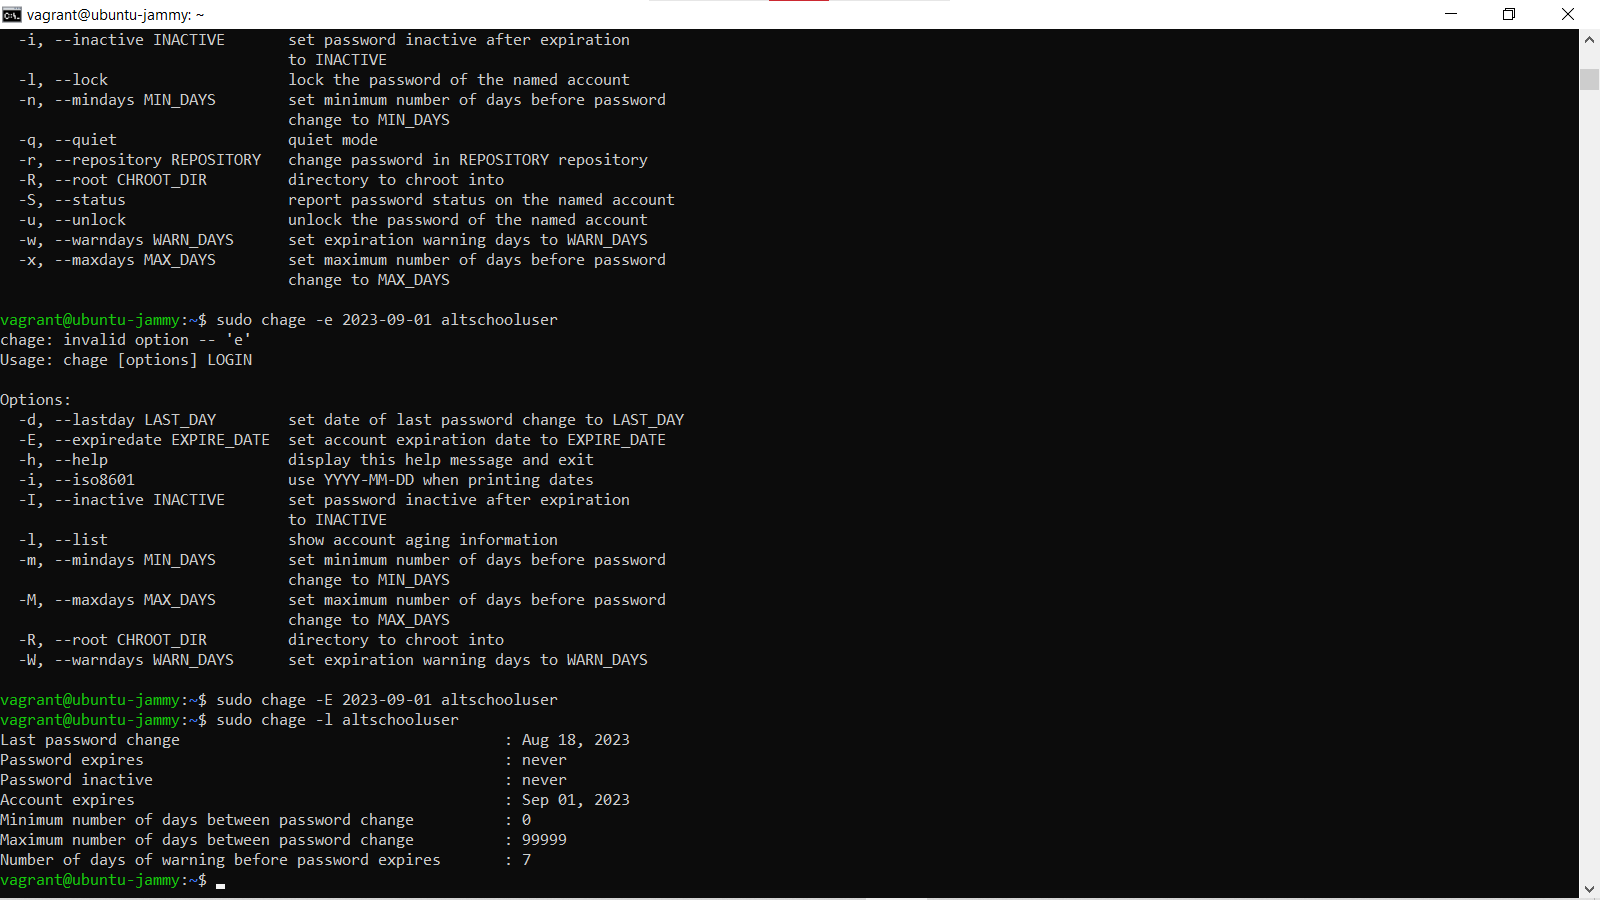 vagrant@ubuntu-jammy: ~
-i, --inactive INACTIVE       set password inactive after expiration
                              to INACTIVE
-l, --lock                    lock the password of the named account
-n, --mindays MIN_DAYS        set minimum number of days before password
                              change to MIN_DAYS
-q, --quiet                   quiet mode
-r, --repository REPOSITORY   change password in REPOSITORY repository
-R, --root CHROOT_DIR         directory to chroot into
-S, --status                  report password status on the named account
-u, --unlock                  unlock the password of the named account
-w, --warndays WARN_DAYS      set expiration warning days to WARN_DAYS
-x, --maxdays MAX_DAYS        set maximum number of days before password
                              change to MAX_DAYS
vagrant@ubuntu-jammy:~$ sudo chage -e 2023-09-01 altschooluser
chage: invalid option -- 'e'
Usage: chage [options] LOGIN
Options:
-d, --lastday LAST_DAY        set date of last password change to LAST_DAY
-E, --expiredate EXPIRE_DATE  set account expiration date to EXPIRE_DATE
-h, --help                    display this help message and exit
-i, --iso8601                 use YYYY-MM-DD when printing dates
-I, --inactive INACTIVE       set password inactive after expiration
                              to INACTIVE
-l, --list                    show account aging information
-m, --mindays MIN_DAYS        set minimum number of days before password
                              change to MIN_DAYS
-M, --maxdays MAX_DAYS        set maximum number of days before password
                              change to MAX_DAYS
-R, --root CHROOT_DIR         directory to chroot into
-W, --warndays WARN_DAYS      set expiration warning days to WARN_DAYS
vagrant@ubuntu-jammy:~$ sudo chage -E 2023-09-01 altschooluser
vagrant@ubuntu-jammy:~$ sudo chage -l altschooluser
Last password change                                    : Aug 18, 2023
Password expires                                        : never
Password inactive                                       : never
Account expires                                         : Sep 01, 2023
Minimum number of days between password change          : 0
Maximum number of days between password change          : 99999
Number of days of warning before password expires       : 7
vagrant@ubuntu-jammy:~$